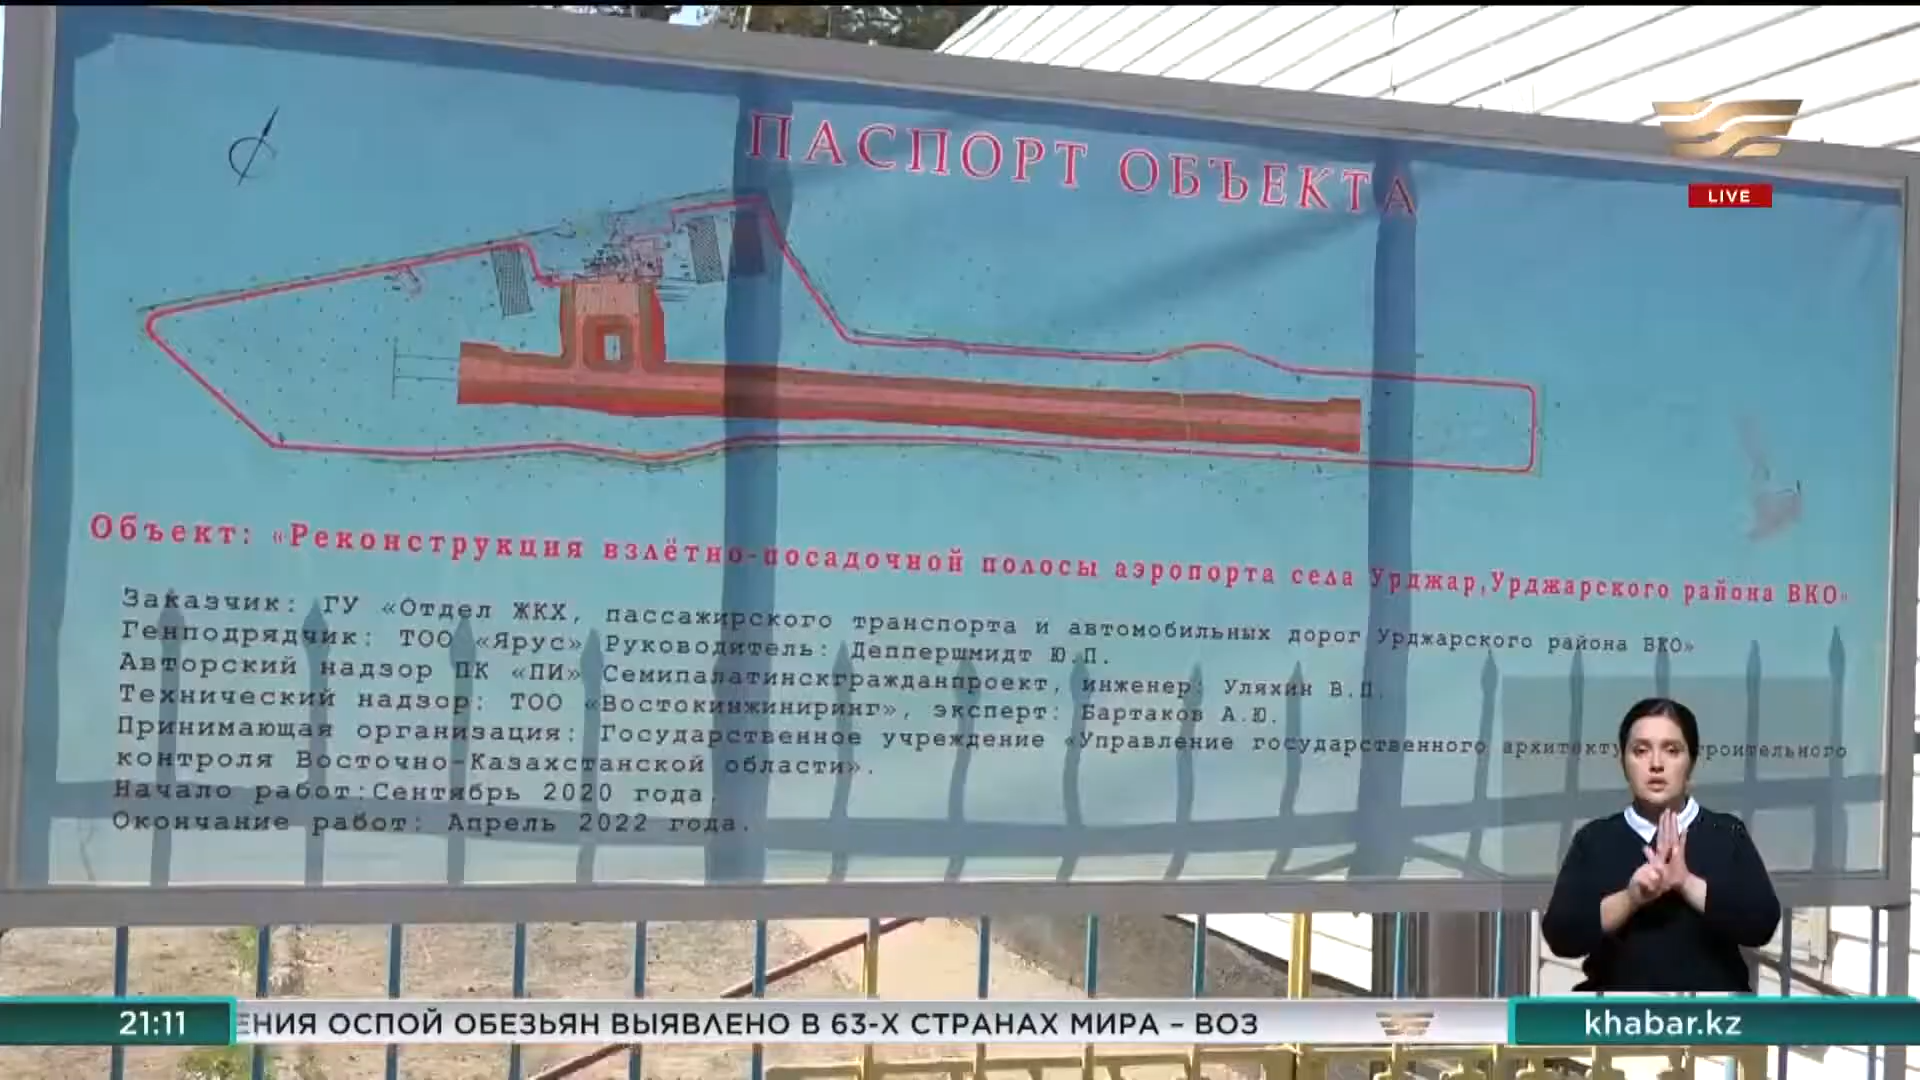 ПАСПОРТ ОБЪЕКТА
LIVE
Объект: «Реконструкция взлётно-посадочной полосы аэропорта села Урджар,Урджарского района ВКО»
Заказчик: ГУ «Отдел ЖКХ, пассажирского транспорта и автомобильных дорог Урджарского района ВКО»
Генподрядчик: ТОО «Ярус» Руководитель: Деппершмидт Ю.П.
Авторский надзор ПК «ПИ» Семипалатинскгражданпроект, инженер: Уляхин В.П.
Технический надзор: ТОО «Востокинжиниринг», эксперт: Бартаков А.Ю.
Принимающая организация: Государственное учреждение «Управление государственного
контроля Восточно-Казахстанской области».
Начало работ:Сентябрь 2020 года.
Окончание работ: Апрель 2022 года.
21:11
ЕНИЯ ОСПОЙ ОБЕЗЬЯН ВЫЯВЛЕНО В 63-Х СТРАНАХ МИРА – ВОЗ
khabar.kz